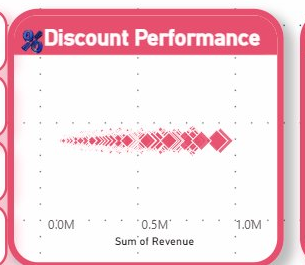 % Discount Performance
0.0M 0.5M 1.0M
Sum of Revenue